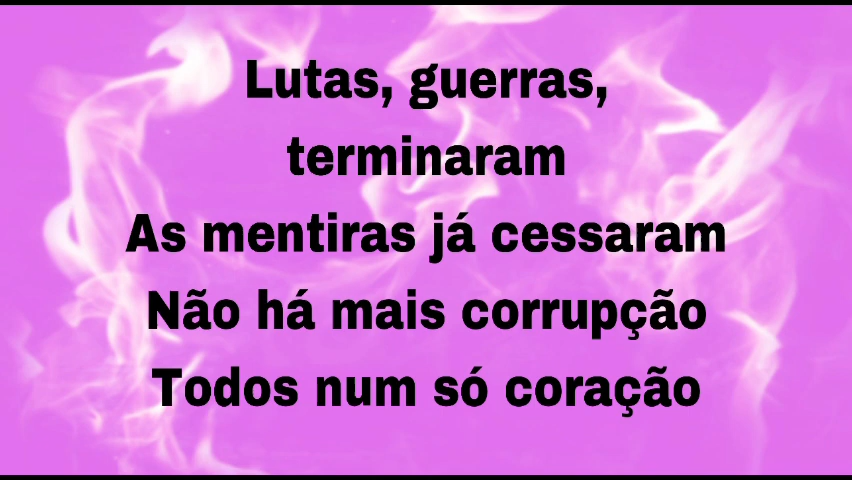 Lutas, guerras,
terminaram
As mentiras já cessaram
Não há mais corrupção
Todos num só coração